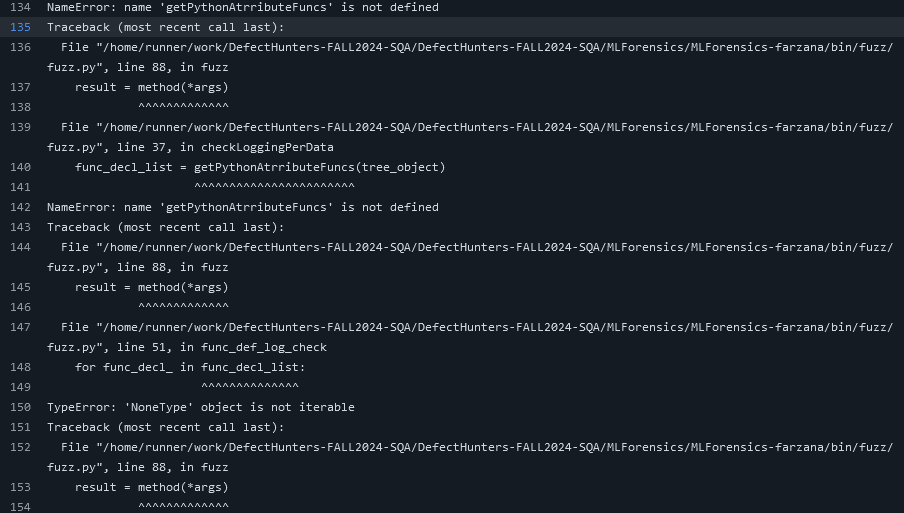 134 NameError: name 'getPythonAtrributeFuncs' is not defined
135 Traceback (most recent call last):
136 File "/home/runner/work/DefectHunters-FALL2024-SQA/DefectHunters-FALL2024-SQA/MLForensics/MLForensics-farzana/bin/fuzz/
fuzz.py", line 88, in fuzz
137 result = method(*args)
138 ^^^^^^^^^^^^^
139 File "/home/runner/work/DefectHunters-FALL2024-SQA/DefectHunters-FALL2024-SQA/MLForensics/MLForensics-farzana/bin/fuzz/
fuzz.py", line 37, in checkLoggingPerData
140 func_decl_list = getPythonAtrributeFuncs(tree_object)
141 ^^^^^^^^^^^^^^^^^^^^^^^
142 NameError: name 'getPythonAtrributeFuncs' is not defined
143 Traceback (most recent call last):
144 File "/home/runner/work/DefectHunters-FALL2024-SQA/DefectHunters-FALL2024-SQA/MLForensics/MLForensics-farzana/bin/fuzz/
fuzz.py", line 88, in fuzz
145 result = method(*args)
146 ^^^^^^^^^^^^^
147 File "/home/runner/work/DefectHunters-FALL2024-SQA/DefectHunters-FALL2024-SQA/MLForensics/MLForensics-farzana/bin/fuzz/
fuzz.py", line 51, in func_def_log_check
148 for func_decl_ in func_decl_list:
149 ^^^^^^^^^^^^^^
150 TypeError: 'NoneType' object is not iterable
151 Traceback (most recent call last):
152 File "/home/runner/work/DefectHunters-FALL2024-SQA/DefectHunters-FALL2024-SQA/MLForensics/MLForensics-farzana/bin/fuzz/
fuzz.py", line 88, in fuzz
153 result = method(*args)
154 ^^^^^^^^^^^^^